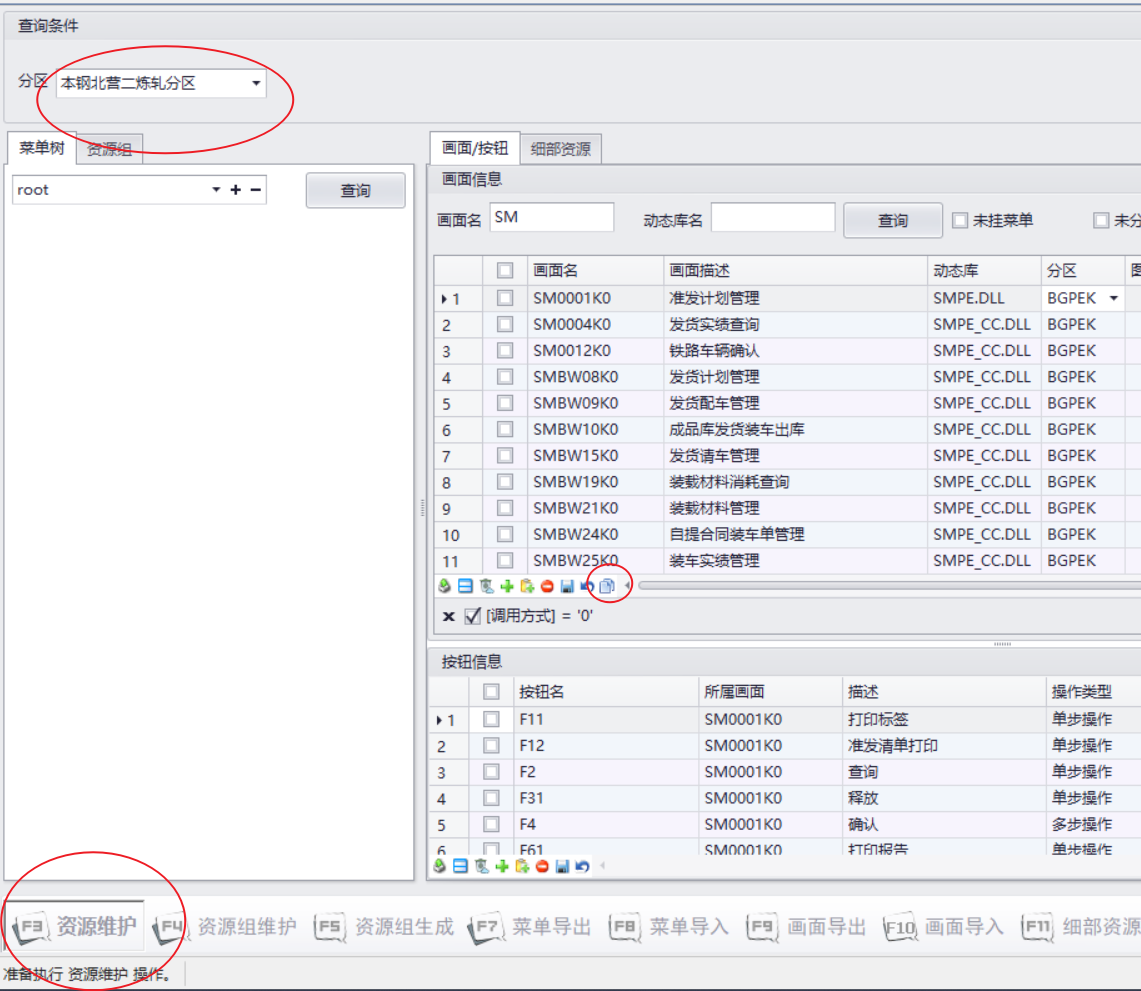 查询条件
分区 本钢北营二炼轧分区
菜单树 资源组
root 查询
画面/按钮 细部资源
画面信息
画面名 SM 动态库名 查询 未挂菜单 未分
画面名 画面描述 动态库 分区
1 SM0001K0 准发计划管理 SMPE.DLL BGPEK
2 SM0004K0 发货实绩查询 SMPE_CC.DLL BGPEK
3 SM0012K0 铁路车辆确认 SMPE_CC.DLL BGPEK
4 SMBW08K0 发货计划管理 SMPE_CC.DLL BGPEK
5 SMBW09K0 发货配车管理 SMPE_CC.DLL BGPEK
6 SMBW10K0 成品库发货装车出库 SMPE_CC.DLL BGPEK
7 SMBW15K0 发货请车管理 SMPE_CC.DLL BGPEK
8 SMBW19K0 装载材料消耗查询 SMPE_CC.DLL BGPEK
9 SMBW21K0 装载材料管理 SMPE_CC.DLL BGPEK
10 SMBW24K0 自提合同装车单管理 SMPE_CC.DLL BGPEK
11 SMBW25K0 装车实绩管理 SMPE_CC.DLL BGPEK
[调用方式] = '0'
按钮信息
按钮名 所属画面 描述 操作类型
1 F11 SM0001K0 打印标签 单步操作
2 F12 SM0001K0 准发清单打印 单步操作
3 F2 SM0001K0 查询 单步操作
4 F31 SM0001K0 释放 单步操作
5 F4 SM0001K0 确认 多步操作
6 F61 SM0001K0 打印报告 单步操作
F3 资源维护 F4 资源组维护 F5 资源组生成 F7 菜单导出 F8 菜单导入 F9 画面导出 F10 画面导入 F11 细部资源
准备执行 资源维护 操作。